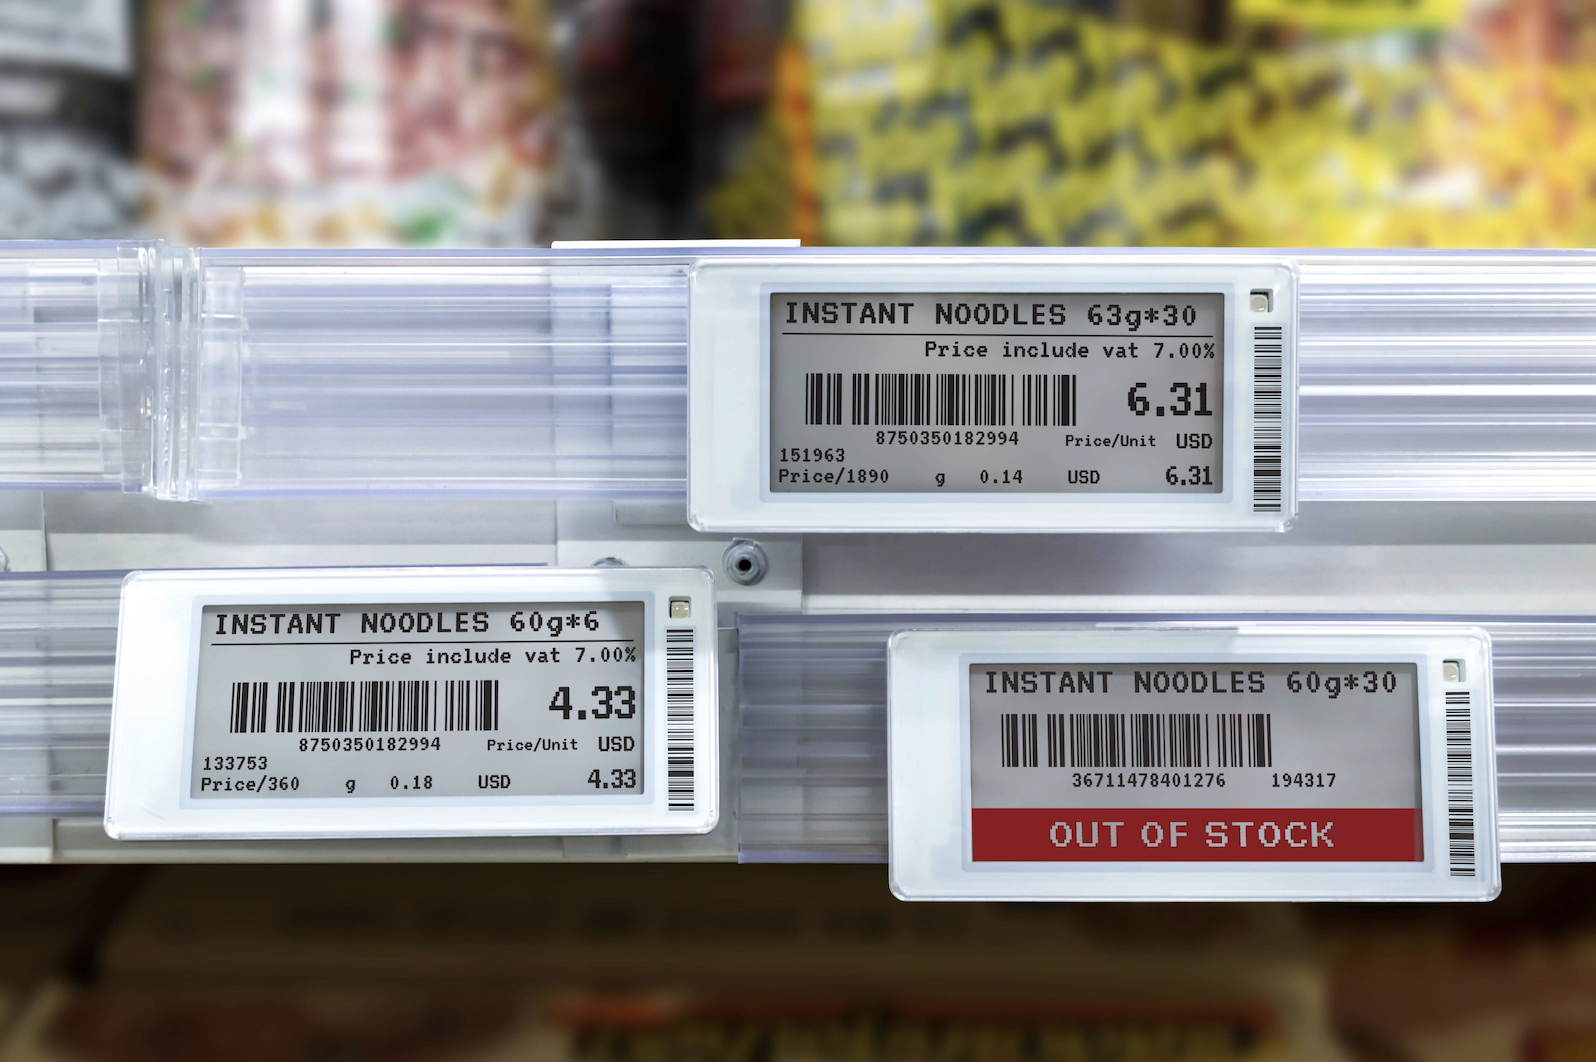 INSTANT NOODLES 63g*30
Price include vat 7.00%
6.31
8750350182994 Price/Unit USD
151963
Price/1890 g 0.14 USD 6.31
INSTANT NOODLES 60g*6
Price include vat 7.00%
4.33
8750350182994 Price/Unit USD
133753
Price/360 g 0.18 USD 4.33
INSTANT NOODLES 60g*30
36711478401276 194317
OUT OF STOCK